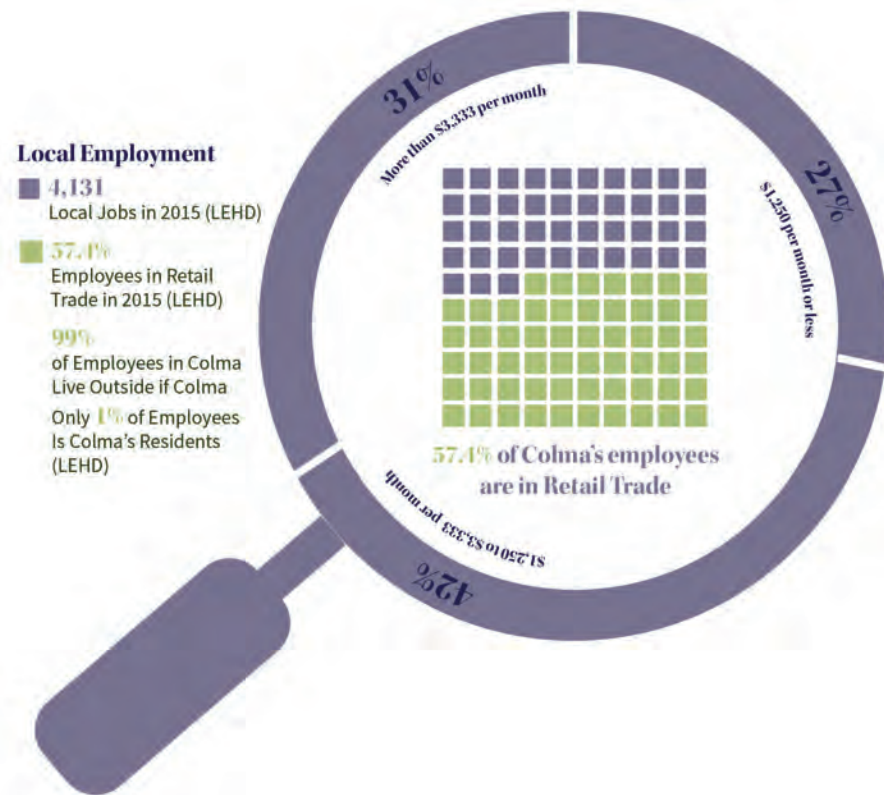 Local Employment
4,131
Local Jobs in 2015 (LEHD)
57.4%
Employees in Retail
Trade in 2015 (LEHD)
99%
of Employees in Colma
Live Outside if Colma
Only 1% of Employees
Is Colma's Residents
(LEHD)
31%
More than $3,333 per month
27%
$1,250 per month or less
57.4% of Colma's employees
are in Retail Trade
$1,250 to $3,333 per month
42%